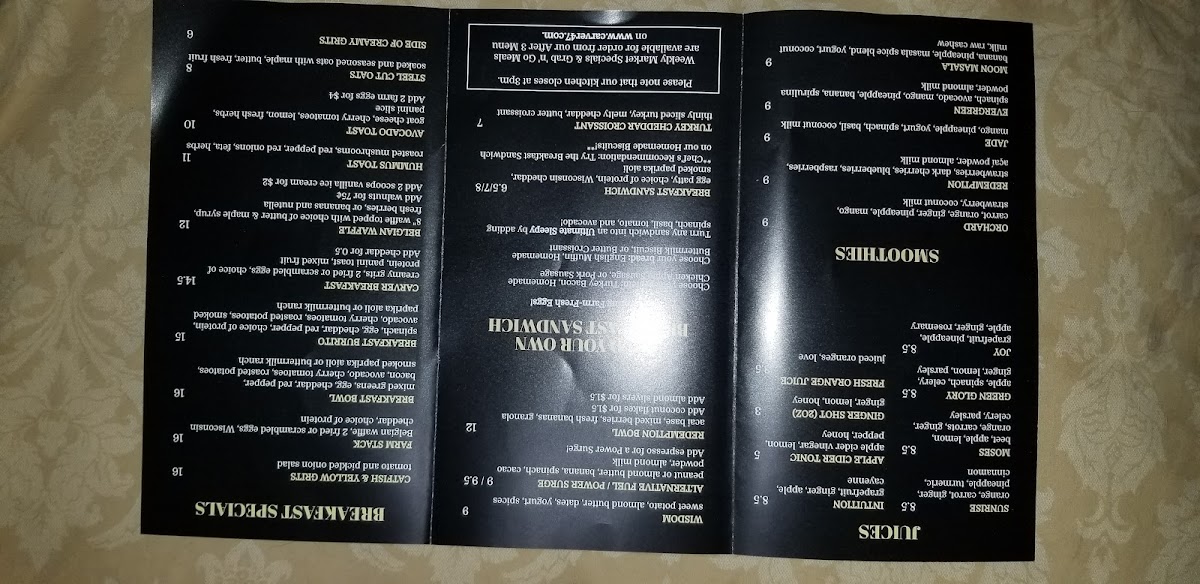 JUICES
SUNRISE 8.5
orange, carrot, ginger,
pineapple, turmeric,
cinnamon
MOSES 8.5
beet, apple, lemon,
orange, carrots, ginger,
celery, parsley
GREEN GLORY 8.5
apple, spinach, celery,
ginger, lemon, parsley
JOY 8.5
grapefruit, pineapple,
apple, ginger, rosemary
INTUITION 8.5
grapefruit, ginger, apple,
cayenne
APPLE CIDER TONIC 5
apple cider vinegar, lemon,
pepper, honey
GINGER SHOT (2OZ) 3
ginger, lemon, honey
FRESH ORANGE JUICE
juiced oranges, love
SMOOTHIES
ORCHARD 9
carrot, orange, ginger, pineapple, mango,
strawberry, coconut milk
REDEMPTION 9
strawberries, dark cherries, blueberries, raspberries,
açaí powder, almond milk
JADE 9
mango, pineapple, yogurt, spinach, basil, coconut milk
EVERGREEN 9
spinach, avocado, mango, pineapple, banana, spirulina
powder, almond milk
MOON MASALA 9
banana, pineapple, masala spice blend, yogurt, coconut
milk, raw cashew
WISDOM 9
sweet potato, almond butter, dates, yogurt, spices
ALTERNATIVE FUEL / POWER SURGE 9 / 9.5
peanut or almond butter, banana, spinach, cacao
powder, almond milk
Add espresso for a Power Surge!
REDEMPTION BOWL 12
acai base, mixed berries, fresh bananas, granola
Add coconut flakes for $1.5
Add almond slivers for $1.5
YOUR OWN
SANDWICH
Farm-Fresh Eggs!
Choose Turkey Bacon, Homemade
Chicken Apple Sausage, or Pork Sausage
Choose your bread: English Muffin, Homemade
Buttermilk Biscuit, or Butter Croissant
Turn any sandwich into an Ultimate Sleepy by adding
spinach, basil, tomato, and avocado!
BREAKFAST SANDWICH 6.5/7/8
egg patty, choice of protein, Wisconsin cheddar,
smoked paprika aioli
**Chef's Recommendation: Try the Breakfast Sandwich
on our Homemade Biscuits!**
TURKEY CHEDDAR CROISSANT 7
thinly sliced turkey, melty cheddar, butter croissant
Please note that our kitchen closes at 3pm.
Weekly Market Specials & Grab 'n Go Meals
are available for order from our After 3 Menu
on www.carver47.com.
BREAKFAST SPECIALS
CATFISH & YELLOW GRITS 16
tomato and pickled onion salad
FARM STACK 16
Belgian waffle, 2 fried or scrambled eggs, Wisconsin
cheddar, choice of protein
BREAKFAST BOWL 16
mixed greens, egg, cheddar, red pepper,
bacon, avocado, cherry tomatoes, roasted potatoes,
smoked paprika aioli or buttermilk ranch
BREAKFAST BURRITO 15
spinach, egg, cheddar, red pepper, choice of protein,
avocado, cherry tomatoes, roasted potatoes, smoked
paprika aioli or buttermilk ranch
CARVER BREAKFAST 14.5
creamy grits, 2 fried or scrambled eggs, choice of
protein, panini toast, mixed fruit
Add cheddar for 0.5
BELGIAN WAFFLE 12
8" waffle topped with choice of butter & maple syrup,
fresh berries, or bananas and nutella
Add walnuts for 75¢
Add 2 scoops vanilla ice cream for $2
HUMMUS TOAST 11
roasted mushrooms, red pepper, red onions, feta, herbs
AVOCADO TOAST 10
goat cheese, cherry tomatoes, lemon, fresh herbs,
panini slice
Add 2 farm eggs for $4
STEEL CUT OATS 8
soaked and seasoned oats with maple, butter, fresh fruit
SIDE OF CREAMY GRITS 6